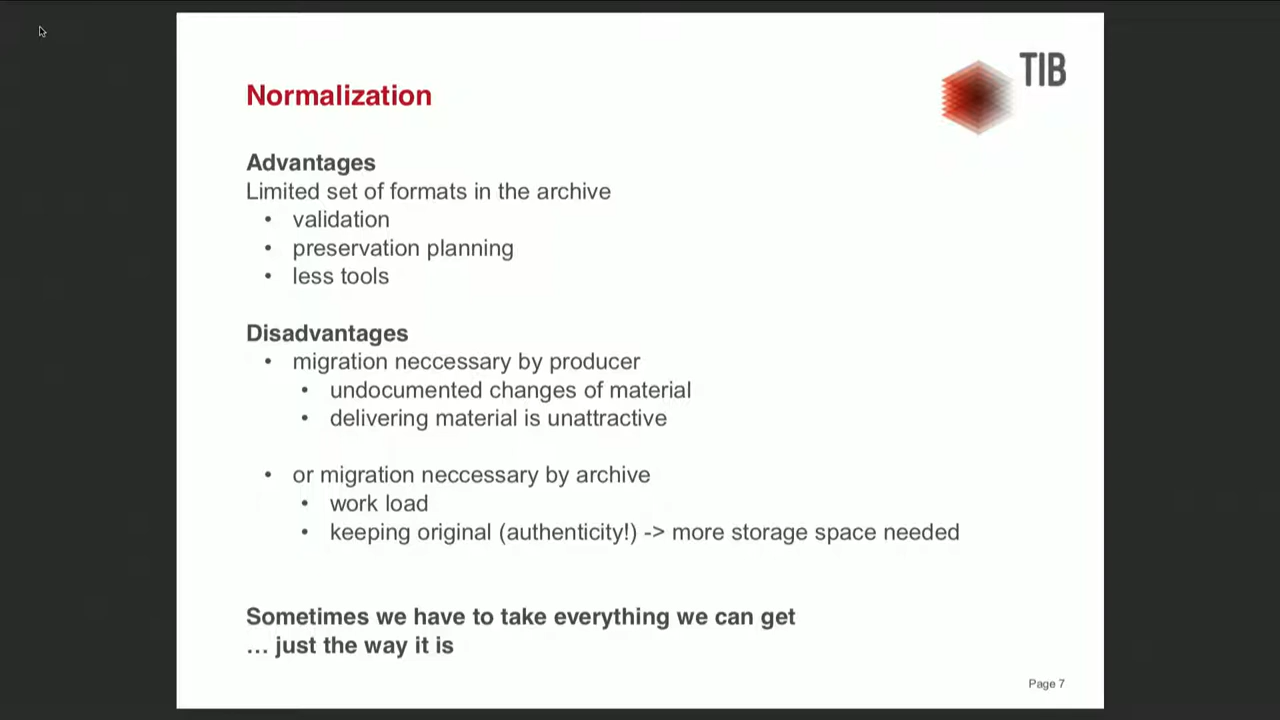 TIB
Normalization
Advantages
Limited set of formats in the archive
• validation
• preservation planning
• less tools
Disadvantages
• migration neccessary by producer
• undocumented changes of material
• delivering material is unattractive
• or migration neccessary by archive
• work load
• keeping original (authenticity!) -> more storage space needed
Sometimes we have to take everything we can get
… just the way it is
Page 7